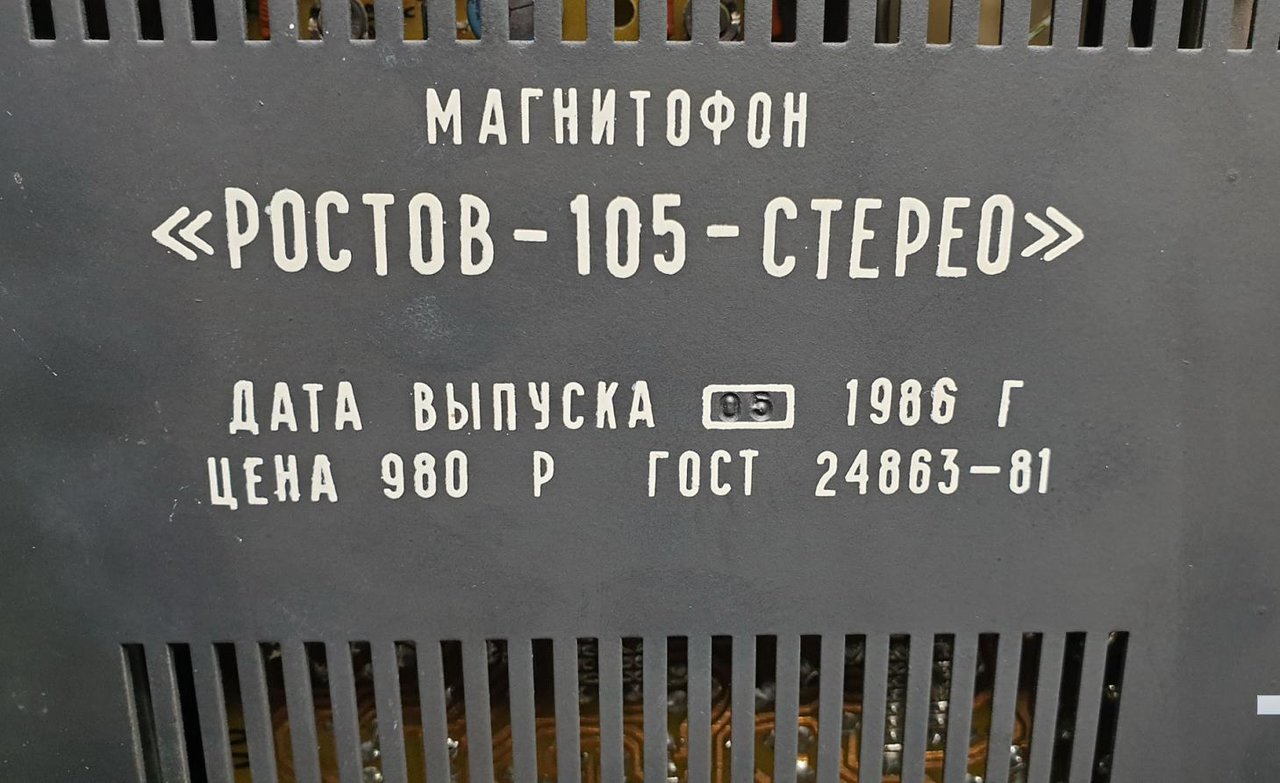 МАГНИТОФОН
«РОСТОВ-105-СТЕРЕО»
ДАТА ВЫПУСКА 05 1986 Г
ЦЕНА 980 Р ГОСТ 24863-81